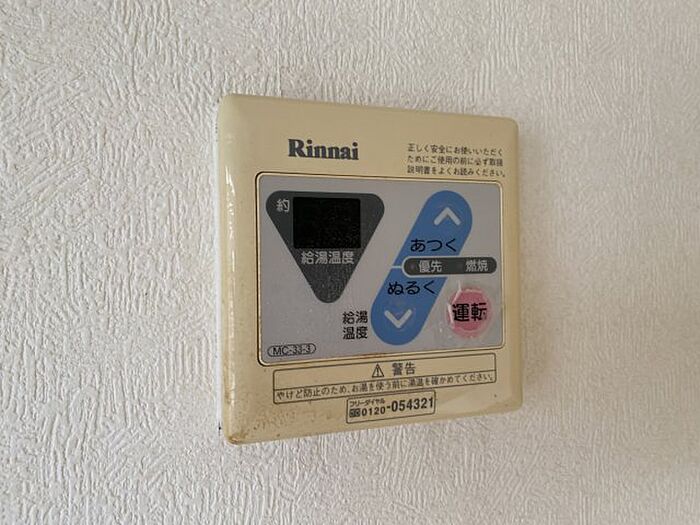 Rinnai
正しく安全にお使いいただく
ためにご使用の前に必ず取扱
説明書をよくお読みください。
約
給湯温度
あつく
優先 燃焼
ぬるく
給湯
温度
運転
MC-33-3
警告
やけど防止のため、お湯を使う前に湯温を確かめてください。
フリーダイヤル
0120-054321